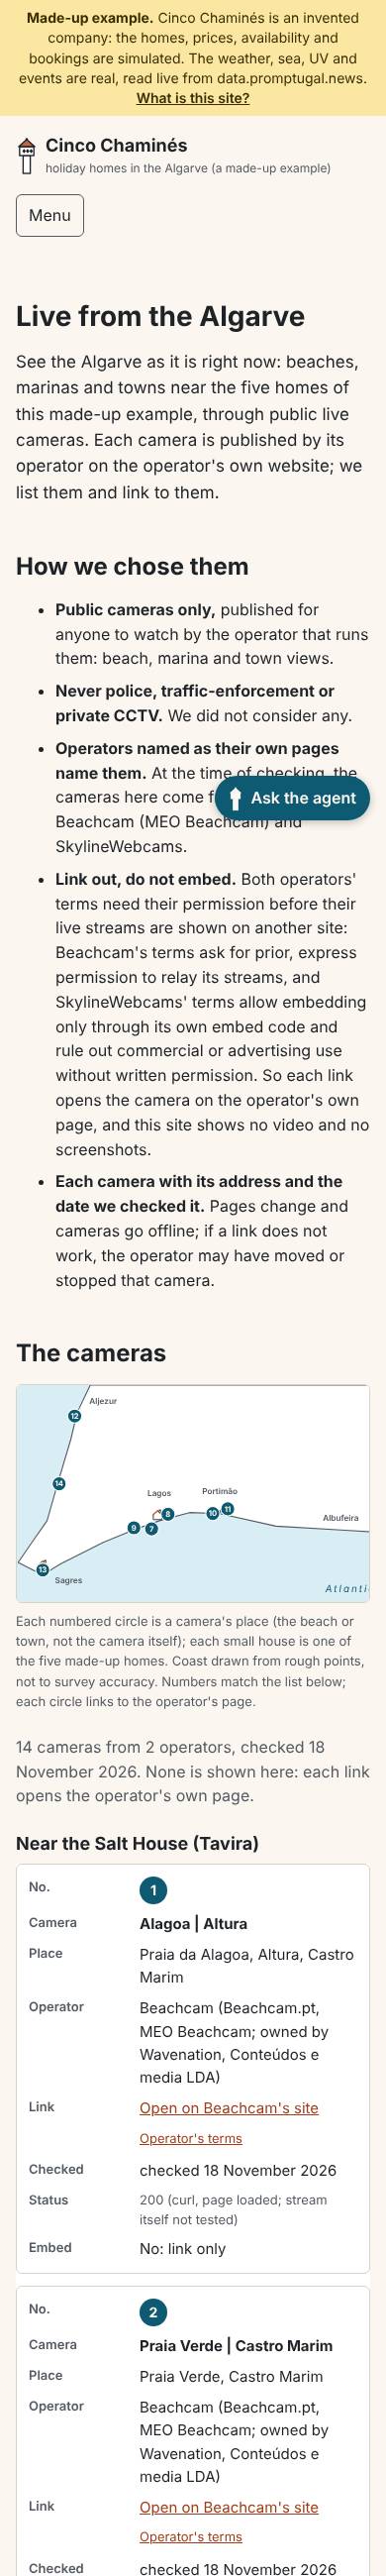 Made-up example. Cinco Chaminés is an invented
company: the homes, prices, availability and
bookings are simulated. The weather, sea, UV and
events are real, read live from data.promptugal.news.
What is this site?
Cinco Chaminés
holiday homes in the Algarve (a made-up example)
Menu
Live from the Algarve
See the Algarve as it is right now: beaches,
marinas and towns near the five homes of
this made-up example, through public live
cameras. Each camera is published by its
operator on the operator's own website; we
list them and link to them.
How we chose them
• Public cameras only, published for
anyone to watch by the operator that runs
them: beach, marina and town views.
• Never police, traffic-enforcement or
private CCTV. We did not consider any.
• Operators named as their own pages
name them. At the time of checking, the
cameras here come
Ask the agent
Beachcam (MEO Beachcam) and
SkylineWebcams.
• Link out, do not embed. Both operators'
terms need their permission before their
live streams are shown on another site:
Beachcam's terms ask for prior, express
permission to relay its streams, and
SkylineWebcams' terms allow embedding
only through its own embed code and
rule out commercial or advertising use
without written permission. So each link
opens the camera on the operator's own
page, and this site shows no video and no
screenshots.
• Each camera with its address and the
date we checked it. Pages change and
cameras go offline; if a link does not
work, the operator may have moved or
stopped that camera.
The cameras
12
Aljezur
14
Lagos
Portimão
8
10
11
9
7
Albufeira
13
Sagres
Each numbered circle is a camera's place (the beach or
town, not the camera itself); each small house is one of
the five made-up homes. Coast drawn from rough points,
not to survey accuracy. Numbers match the list below;
each circle links to the operator's page.
14 cameras from 2 operators, checked 18
November 2026. None is shown here: each link
opens the operator's own page.
Near the Salt House (Tavira)
No. 1
Camera Alagoa | Altura
Place Praia da Alagoa, Altura, Castro
Marim
Operator Beachcam (Beachcam.pt,
MEO Beachcam; owned by
Wavenation, Conteúdos e
media LDA)
Link Open on Beachcam's site
Operator's terms
Checked checked 18 November 2026
Status 200 (curl, page loaded; stream
itself not tested)
Embed No: link only
No. 2
Camera Praia Verde | Castro Marim
Place Praia Verde, Castro Marim
Operator Beachcam (Beachcam.pt,
MEO Beachcam; owned by
Wavenation, Conteúdos e
media LDA)
Link Open on Beachcam's site
Operator's terms
Checked checked 18 November 2026